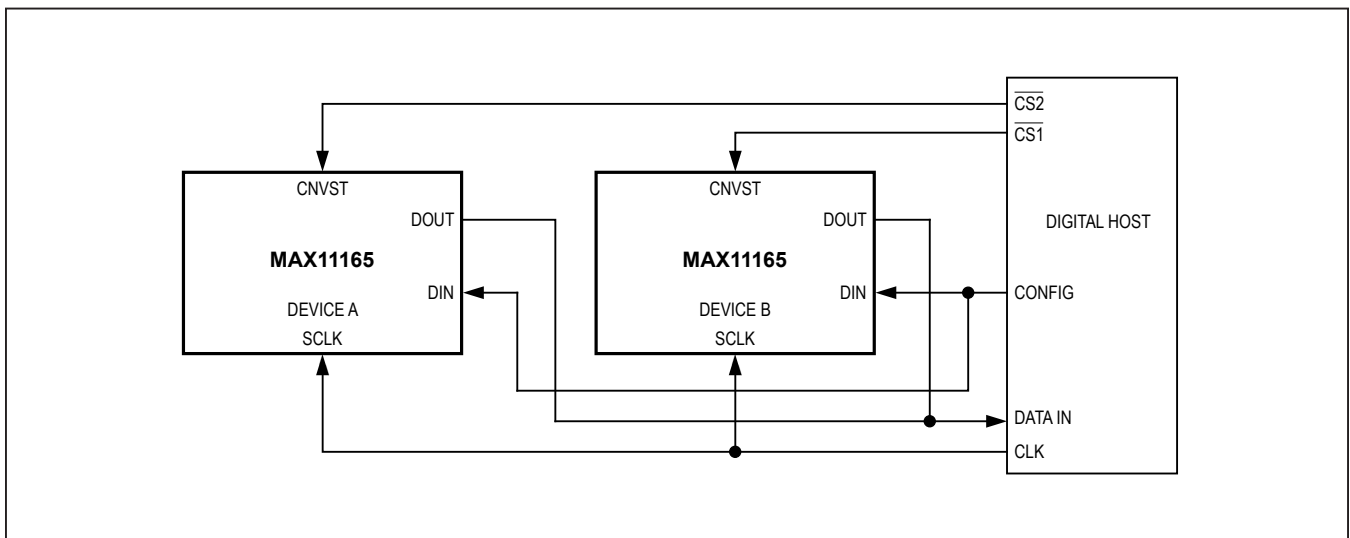 CS2
CS1
CNVST
CNVST
DOUT
DOUT
DIGITAL HOST
MAX11165
MAX11165
DIN
DIN
CONFIG
DEVICE A
DEVICE B
SCLK
SCLK
DATA IN
CLK